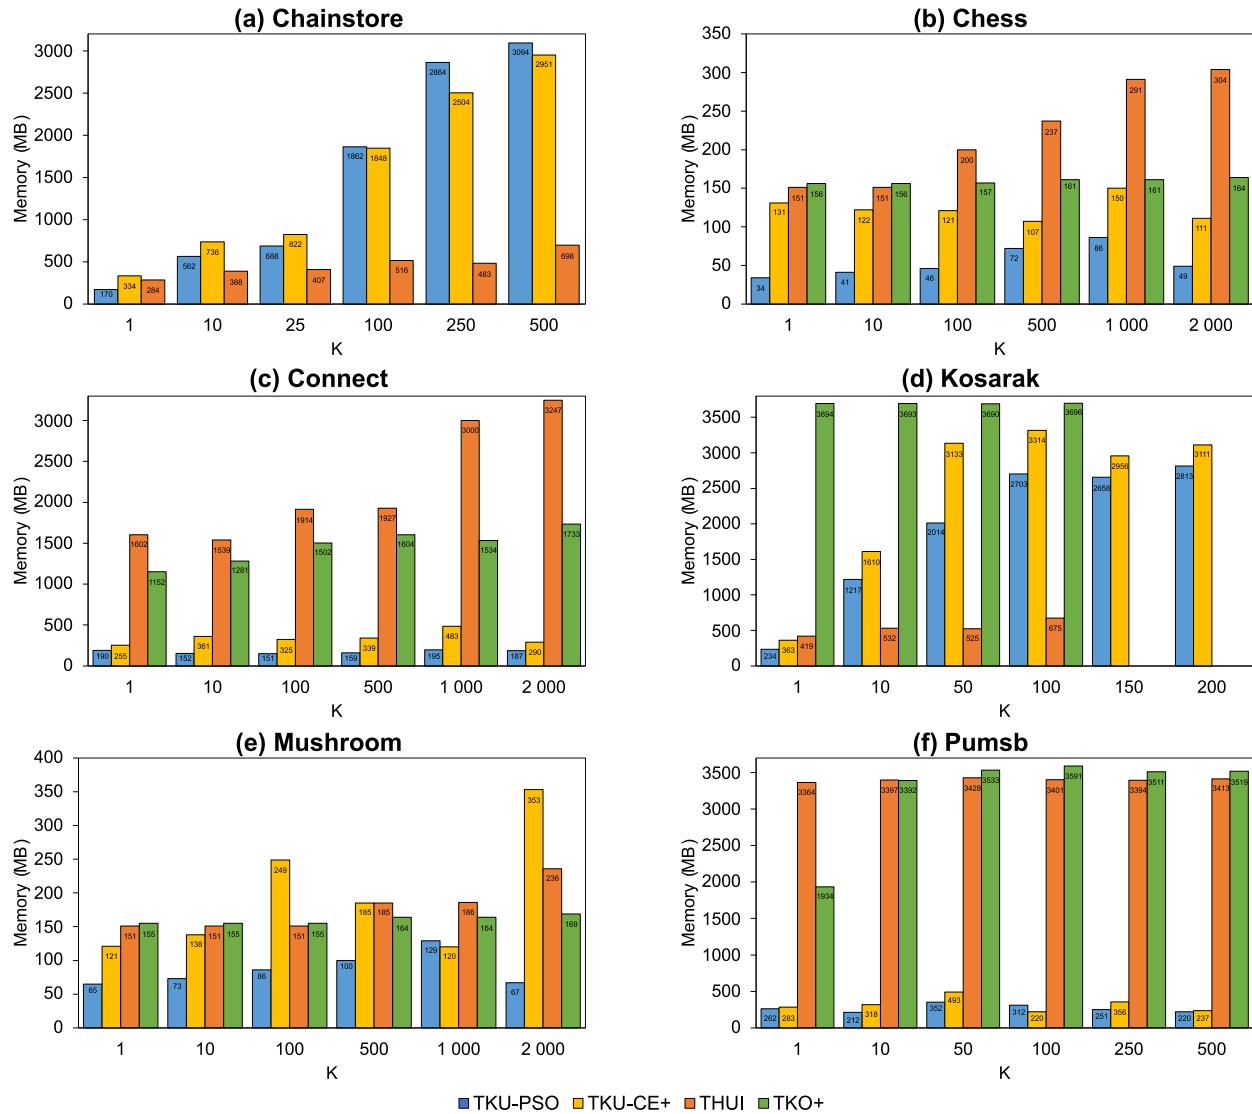 (a) Chainstore
Memory (MB)
3000
2500
2000
1500
1000
500
0
170 334 284
562 736 388
688 822 407
1862 1848 516
2864 2504 483
3094 2951 698
1 10 25 100 250 500
K
(b) Chess
Memory (MB)
350
300
250
200
150
100
50
0
34 131 151 156
41 122 151 156
46 121 200 157
72 107 237 161
86 150 291 161
49 111 304 164
1 10 100 500 1 000 2 000
K
(c) Connect
Memory (MB)
3000
2500
2000
1500
1000
500
0
190 255 1602 1152
152 361 1539 1281
151 325 1914 1502
159 339 1927 1604
195 483 3000 1534
187 290 3247 1733
1 10 100 500 1 000 2 000
K
(d) Kosarak
Memory (MB)
3500
3000
2500
2000
1500
1000
500
0
234 363 419 3694
1217 1610 532 3693
2014 3133 525 3690
2703 3314 675 3696
2658 2956
2813 3111
1 10 50 100 150 200
K
(e) Mushroom
Memory (MB)
400
350
300
250
200
150
100
50
0
65 121 151 155
73 138 151 155
86 249 151 155
100 185 185 164
129 120 186 164
67 353 236 169
1 10 100 500 1 000 2 000
K
(f) Pumsb
Memory (MB)
3500
3000
2500
2000
1500
1000
500
0
262 283 3364 1934
212 318 3397 3392
352 493 3428 3533
312 220 3401 3591
251 356 3394 3511
220 237 3413 3519
1 10 50 100 250 500
K
TKU-PSO TKU-CE+ THUI TKO+